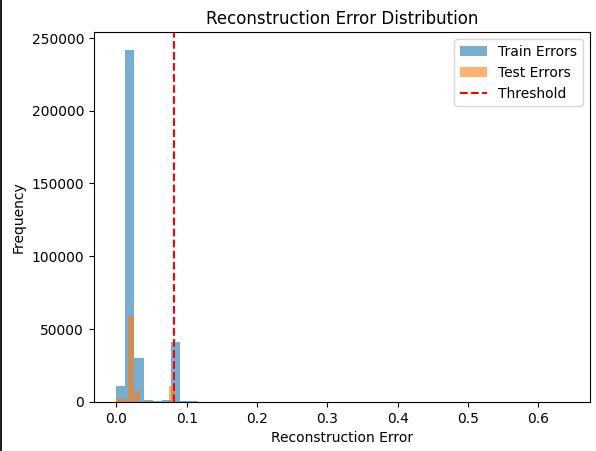 Reconstruction Error Distribution
Train Errors
Test Errors
Threshold
Frequency
250000
200000
150000
100000
50000
0
0.0 0.1 0.2 0.3 0.4 0.5 0.6
Reconstruction Error